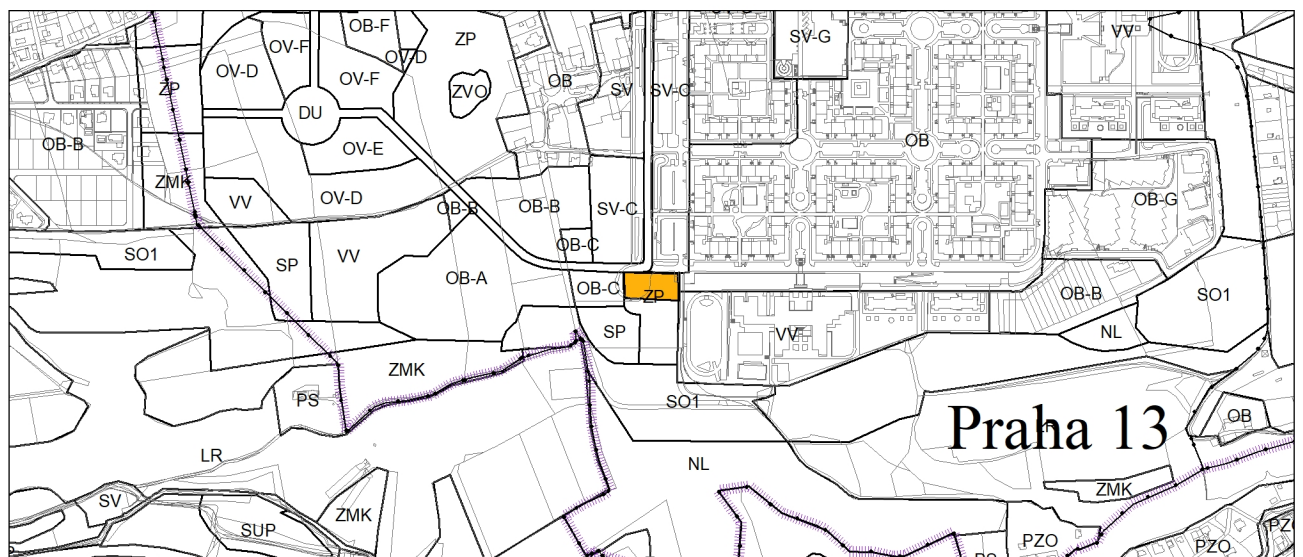 OB-F
ZP
SV-G
VV
OV-F
OV-D
OV-D
OV-F
OB
ZP
ZVO
SV
SV-O
DU
OB-B
OV-E
OB
ZMK
VV
OV-D
OB-B
OB-B
SV-C
OB-G
SO1
SP
VV
OB-C
OB-A
OB-C
ZP
OB-B
SO1
SP
VV
NL
ZMK
PS
SO1
OB
Praha 13
LR
NL
SV
ZMK
ZMK
SUP
PZO
PZO